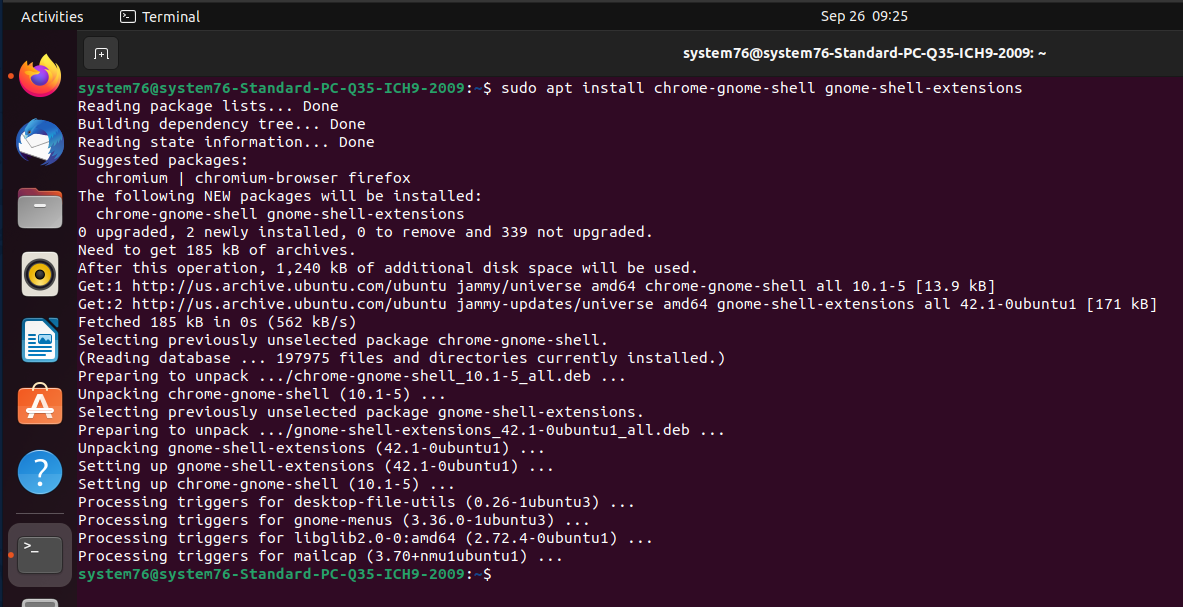 Activities
Terminal
Sep 26 09:25
system76@system76-Standard-PC-Q35-ICH9-2009: ~
system76@system76-Standard-PC-Q35-ICH9-2009:~$ sudo apt install chrome-gnome-shell gnome-shell-extensions
Reading package lists... Done
Building dependency tree... Done
Reading state information... Done
Suggested packages:
  chromium | chromium-browser firefox
The following NEW packages will be installed:
  chrome-gnome-shell gnome-shell-extensions
0 upgraded, 2 newly installed, 0 to remove and 339 not upgraded.
Need to get 185 kB of archives.
After this operation, 1,240 kB of additional disk space will be used.
Get:1 http://us.archive.ubuntu.com/ubuntu jammy/universe amd64 chrome-gnome-shell all 10.1-5 [13.9 kB]
Get:2 http://us.archive.ubuntu.com/ubuntu jammy-updates/universe amd64 gnome-shell-extensions all 42.1-0ubuntu1 [171 kB]
Fetched 185 kB in 0s (562 kB/s)
Selecting previously unselected package chrome-gnome-shell.
(Reading database ... 197975 files and directories currently installed.)
Preparing to unpack .../chrome-gnome-shell_10.1-5_all.deb ...
Unpacking chrome-gnome-shell (10.1-5) ...
Selecting previously unselected package gnome-shell-extensions.
Preparing to unpack .../gnome-shell-extensions_42.1-0ubuntu1_all.deb ...
Unpacking gnome-shell-extensions (42.1-0ubuntu1) ...
Setting up gnome-shell-extensions (42.1-0ubuntu1) ...
Setting up chrome-gnome-shell (10.1-5) ...
Processing triggers for desktop-file-utils (0.26-1ubuntu3) ...
Processing triggers for gnome-menus (3.36.0-1ubuntu3) ...
Processing triggers for libglib2.0-0:amd64 (2.72.4-0ubuntu1) ...
Processing triggers for mailcap (3.70+nmu1ubuntu1) ...
system76@system76-Standard-PC-Q35-ICH9-2009:~$